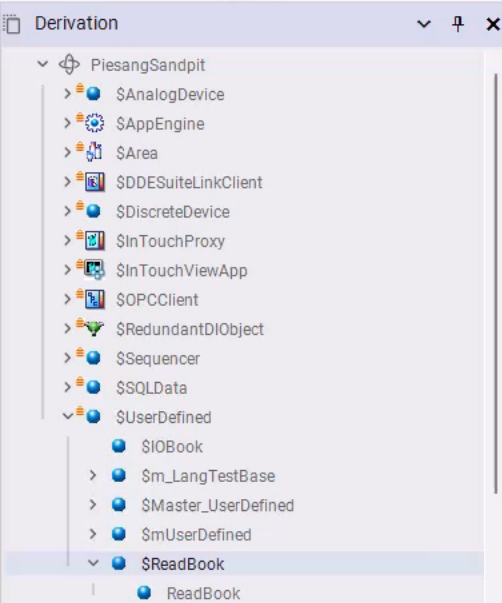 Derivation
PiesangSandpit
$AnalogDevice
$AppEngine
$Area
$DDESuiteLinkClient
$DiscreteDevice
$InTouchProxy
$InTouchViewApp
$OPCClient
$RedundantDIObject
$Sequencer
$SQLData
$UserDefined
$IOBook
$m_LangTestBase
$Master_UserDefined
$mUserDefined
$ReadBook
ReadBook